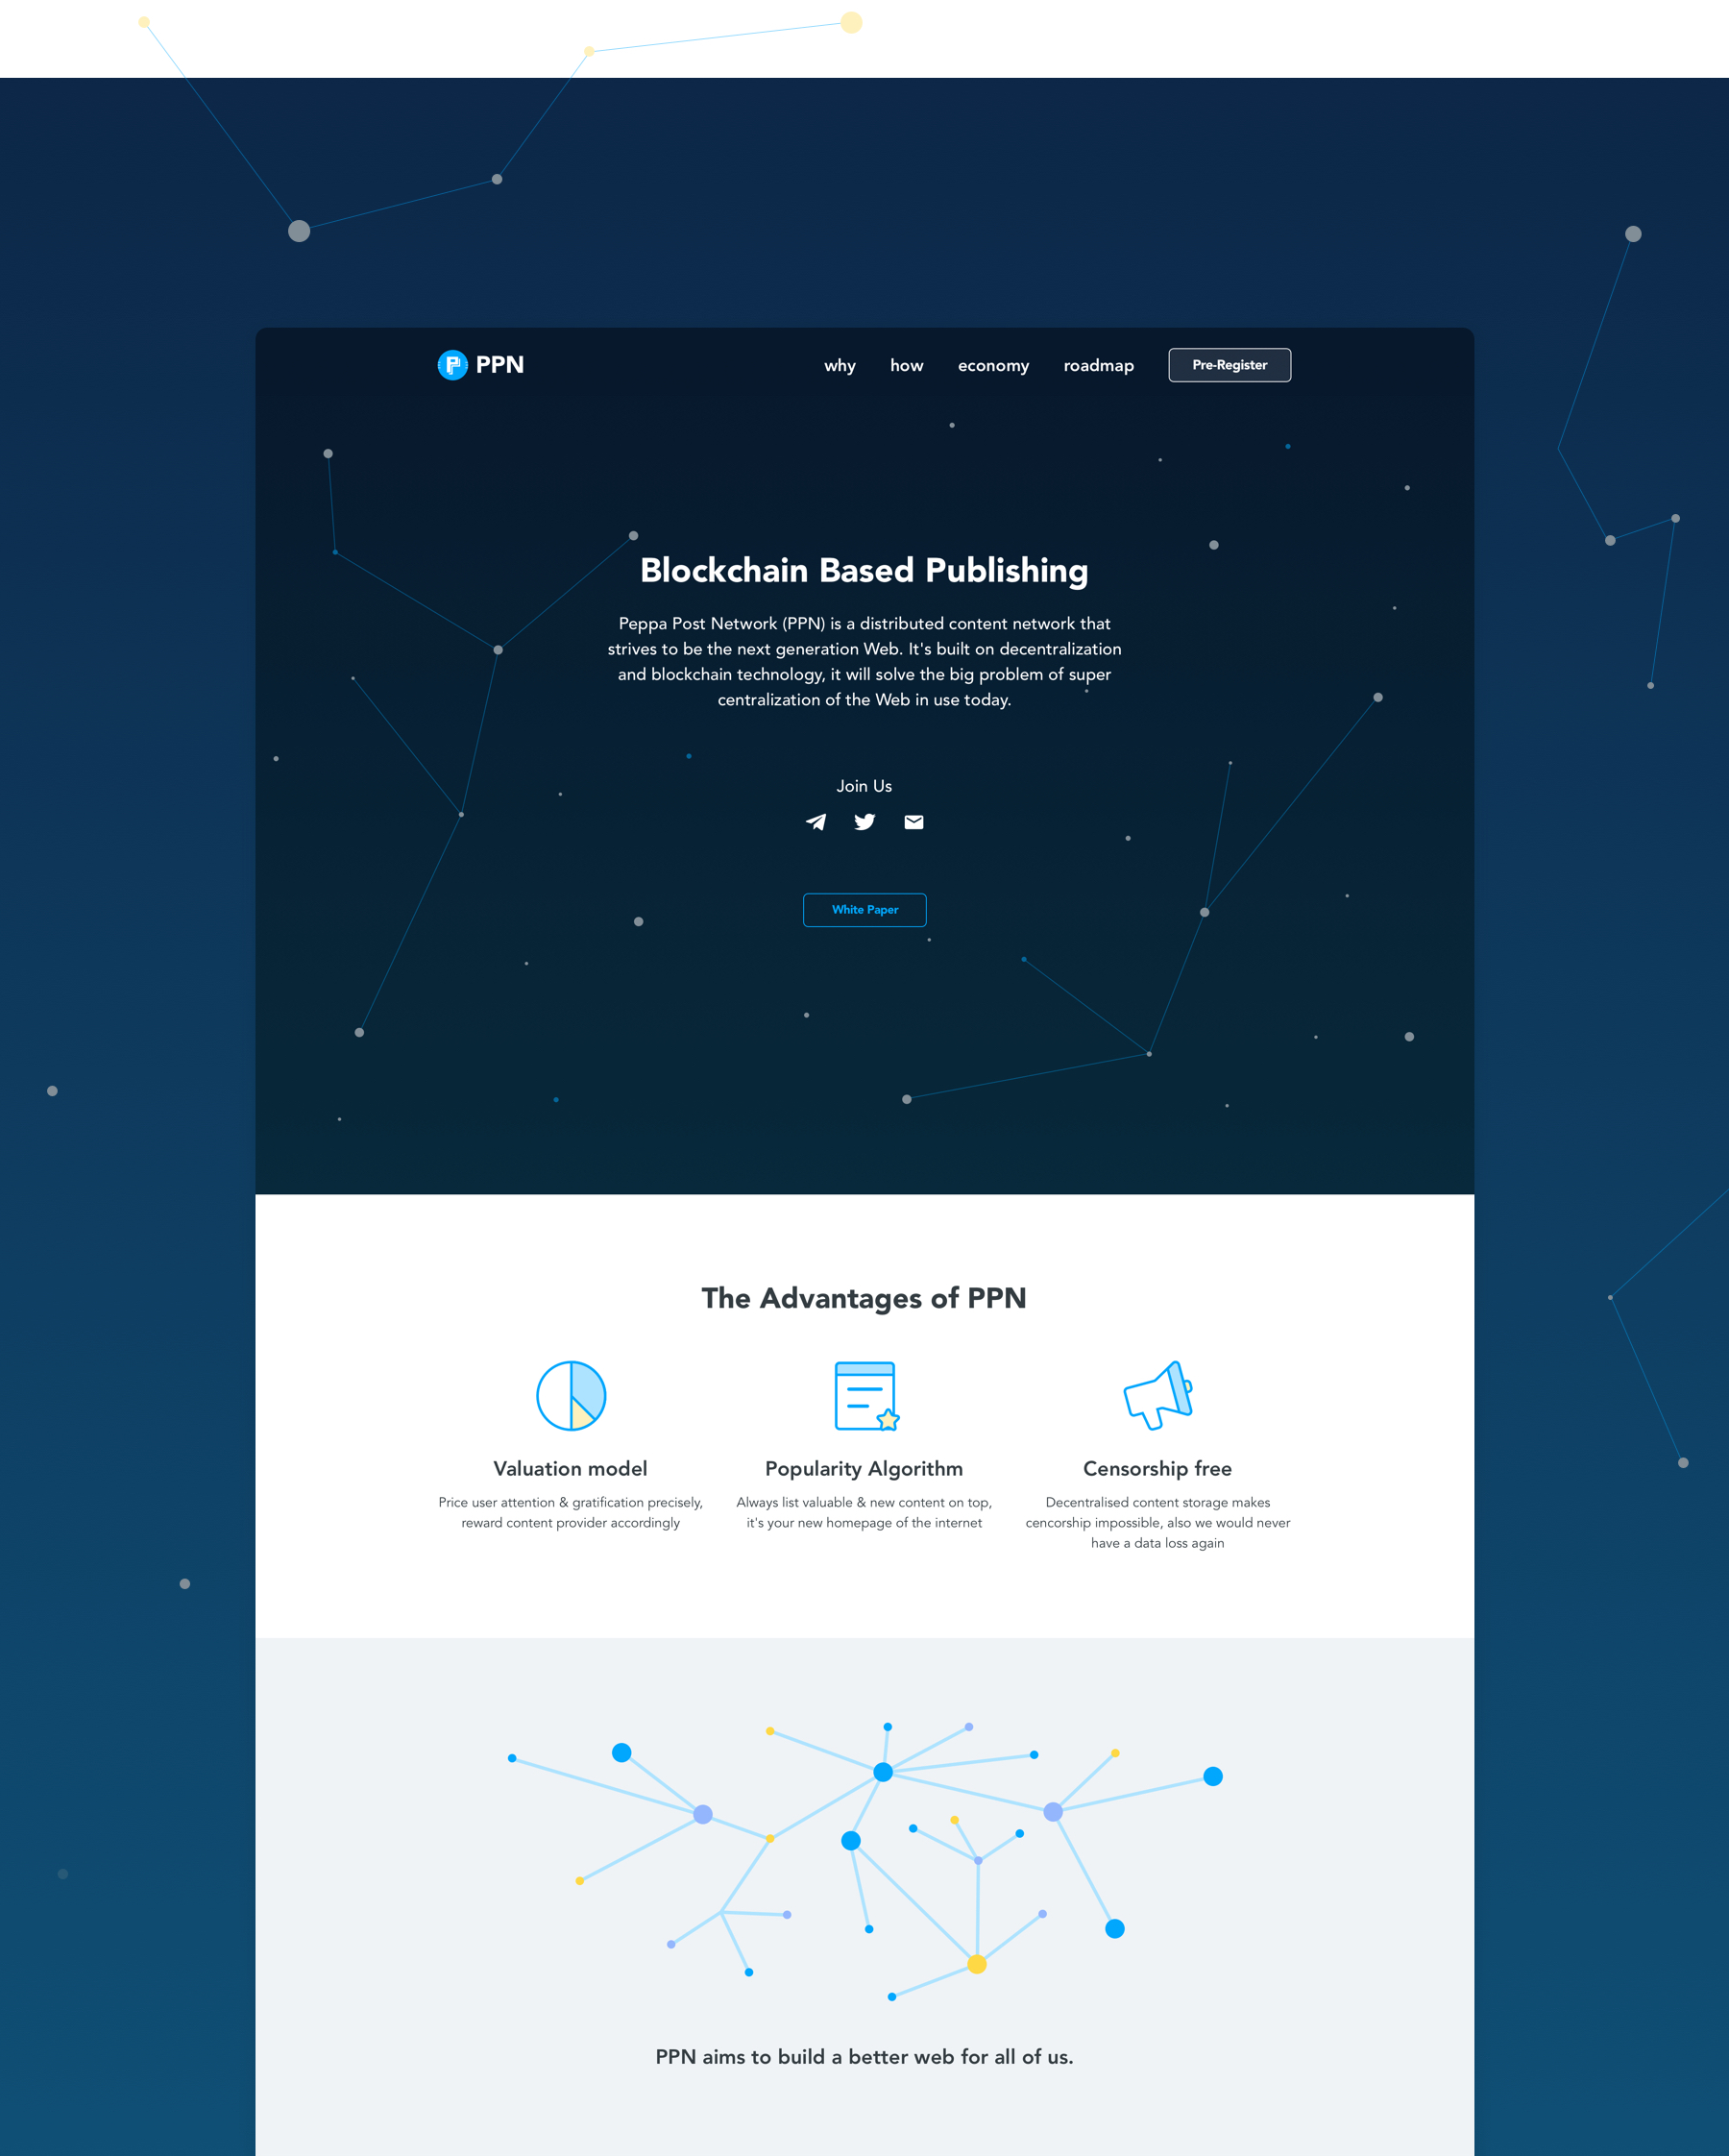 PPN
why
how
economy
roadmap
Pre-Register
Blockchain Based Publishing
Peppa Post Network (PPN) is a distributed content network that
strives to be the next generation Web. It's built on decentralization
and blockchain technology, it will solve the big problem of super
centralization of the Web in use today.
Join Us
White Paper
The Advantages of PPN
Valuation model
Price user attention & gratification precisely,
reward content provider accordingly
Popularity Algorithm
Always list valuable & new content on top,
it's your new homepage of the internet
Censorship free
Decentralised content storage makes
cencorship impossible, also we would never
have a data loss again
PPN aims to build a better web for all of us.